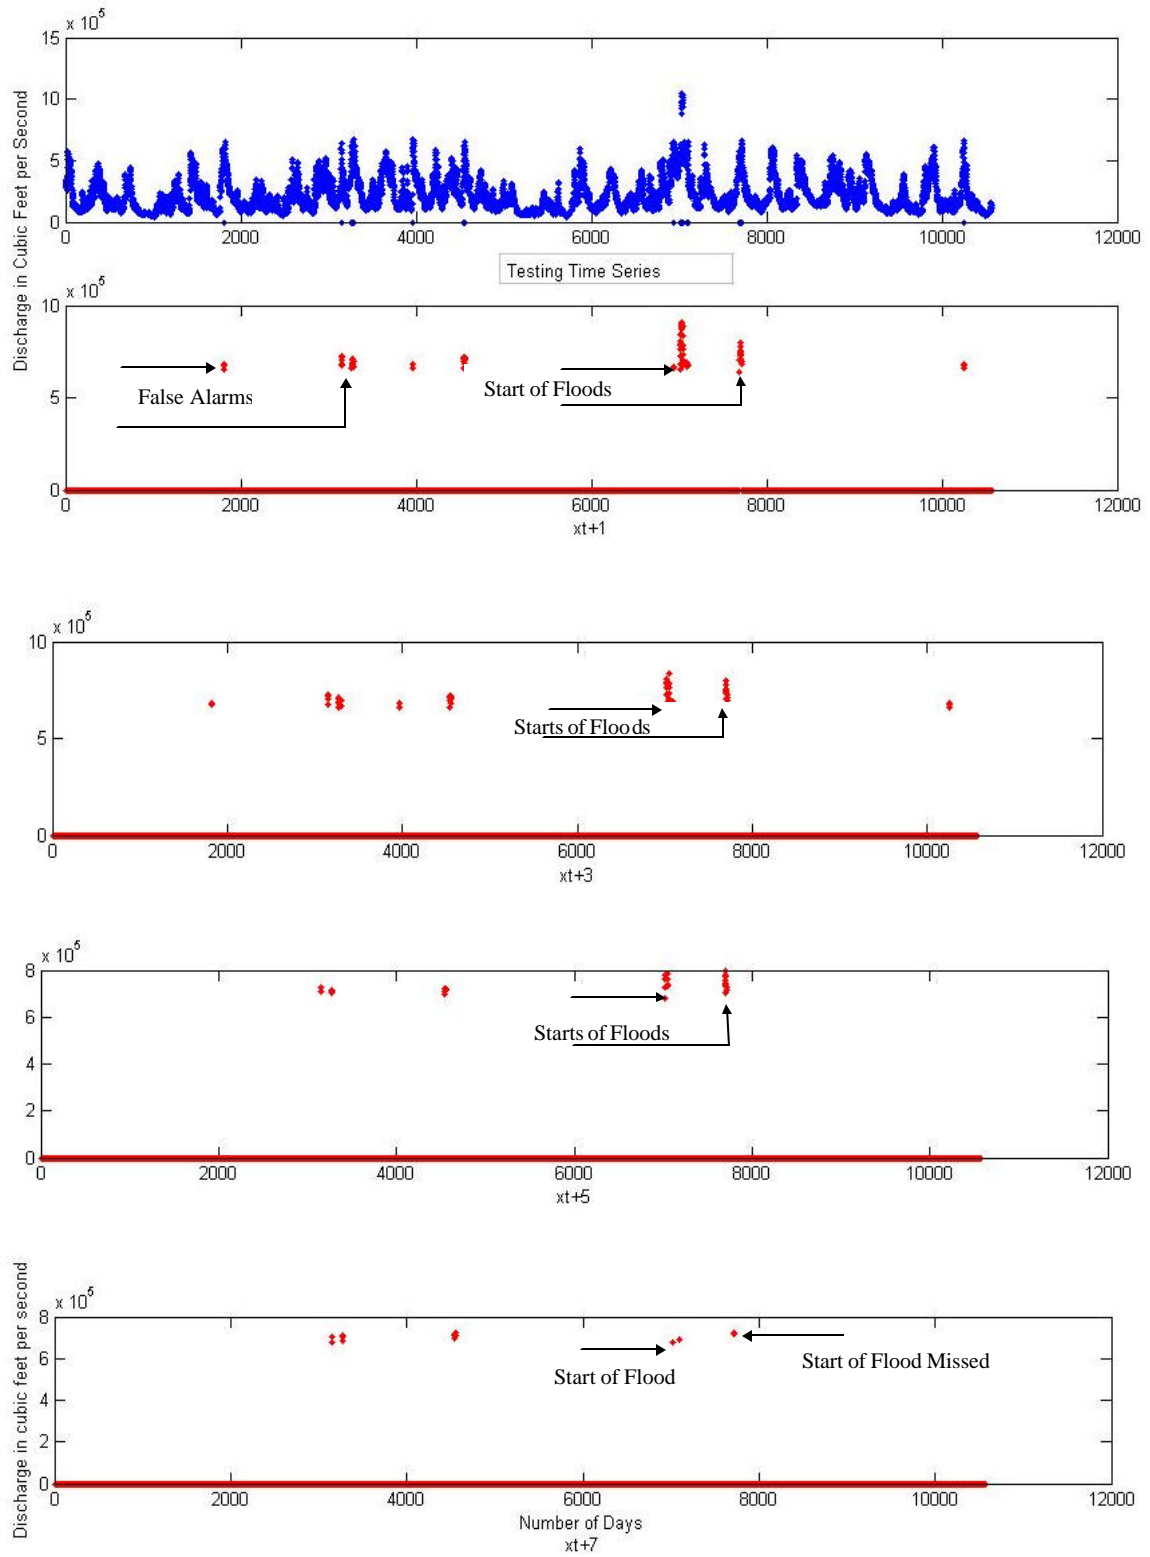 x 10^5
15
10
5
0
0 2000 4000 6000 8000 10000 12000
Discharge in Cubic Feet per Second
Testing Time Series
x 10^5
10
5
0
False Alarms
Start of Floods
0 2000 4000 6000 8000 10000 12000
xt+1
x 10^5
10
5
0
Starts of Floods
0 2000 4000 6000 8000 10000 12000
xt+3
x 10^5
8
6
4
2
0
Starts of Floods
0 2000 4000 6000 8000 10000 12000
xt+5
x 10^5
8
6
4
2
0
Discharge in cubic feet per second
Start of Flood
Start of Flood Missed
0 2000 4000 6000 8000 10000 12000
Number of Days
xt+7